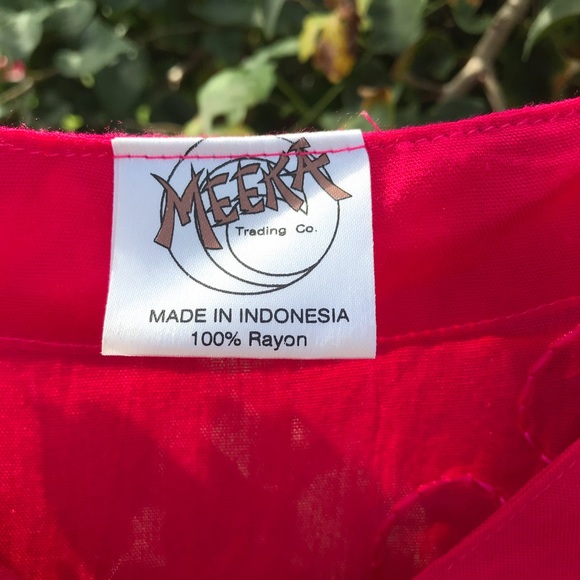 MEEKA
Trading Co.
MADE IN INDONESIA
100% Rayon